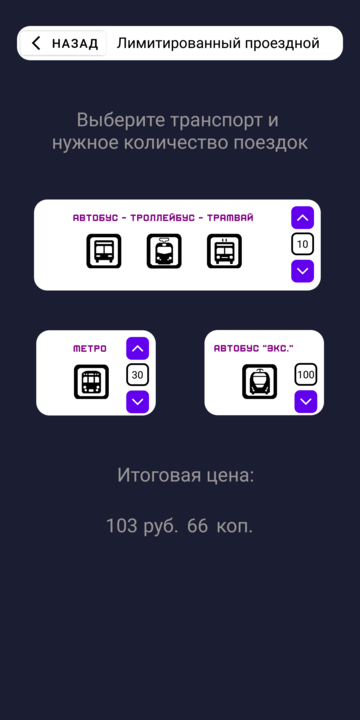 НАЗАД Лимитированный проездной
Выберите транспорт и
нужное количество поездок
АВТОБУС - ТРОЛЛЕЙБУС - ТРАМВАЙ
10
МЕТРО
30
АВТОБУС "ЭКС."
100
Итоговая цена:
103 руб. 66 коп.